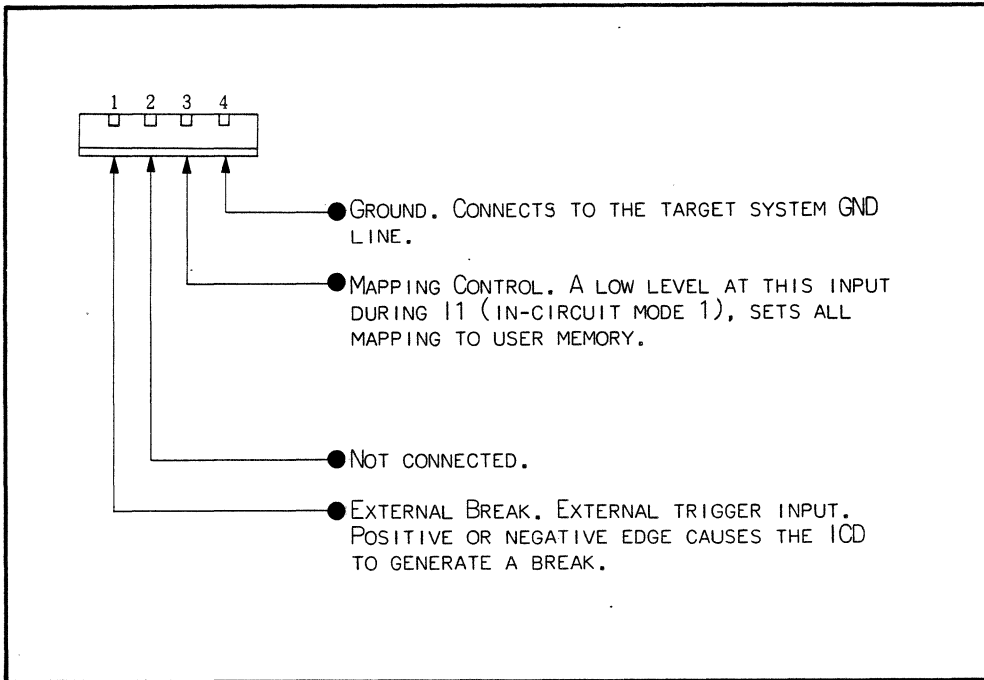 1 2 3 4
GROUND. CONNECTS TO THE TARGET SYSTEM GND
LINE.
MAPPING CONTROL. A LOW LEVEL AT THIS INPUT
DURING I1 (IN-CIRCUIT MODE 1), SETS ALL
MAPPING TO USER MEMORY.
NOT CONNECTED.
EXTERNAL BREAK. EXTERNAL TRIGGER INPUT.
POSITIVE OR NEGATIVE EDGE CAUSES THE ICD
TO GENERATE A BREAK.